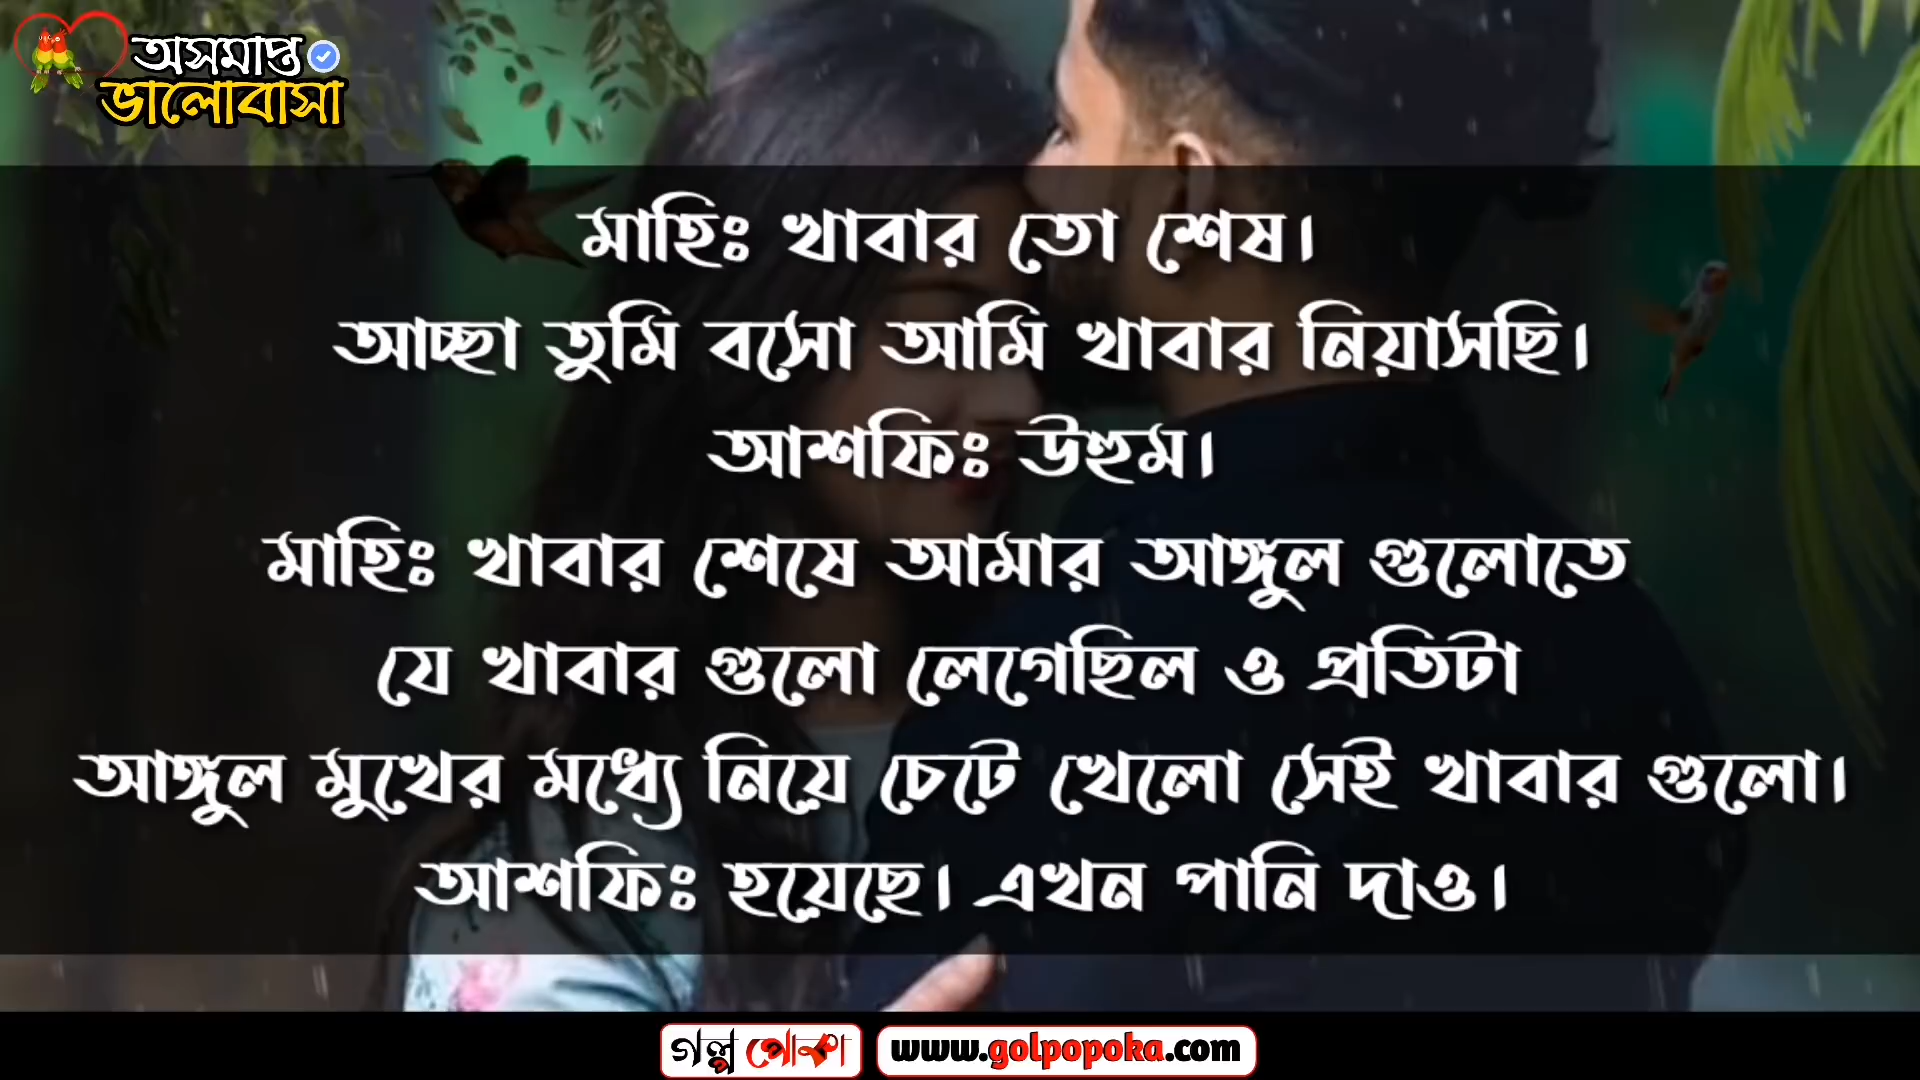 অসমাপ্ত
ভালোবাসা
মাহিঃ খাবার তো শেষ।
আচ্ছা তুমি বসো আমি খাবার নিয়াসছি।
আশফিঃ উহুম।
মাহিঃ খাবার শেষে আমার আঙ্গুল গুলোতে
যে খাবার গুলো লেগেছিল ও প্রতিটা
আঙ্গুল মুখের মধ্যে নিয়ে চেটে খেলো সেই খাবার গুলো।
আশফিঃ হয়েছে। এখন পানি দাও।
গল্প পোকা www.golpopoka.com